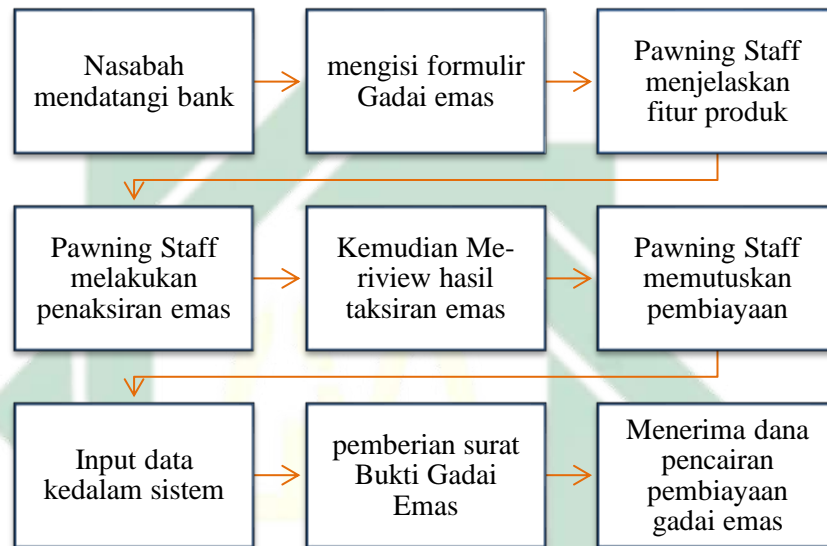 Nasabah
mendatangi bank
mengisi formulir
Gadai emas
Pawning Staff
menjelaskan
fitur produk
Pawning Staff
melakukan
penaksiran emas
Kemudian Me-
riview hasil
taksiran emas
Pawning Staff
memutuskan
pembiayaan
Input data
kedalam sistem
pemberian surat
Bukti Gadai
Emas
Menerima dana
pencairan
pembiayaan
gadai emas